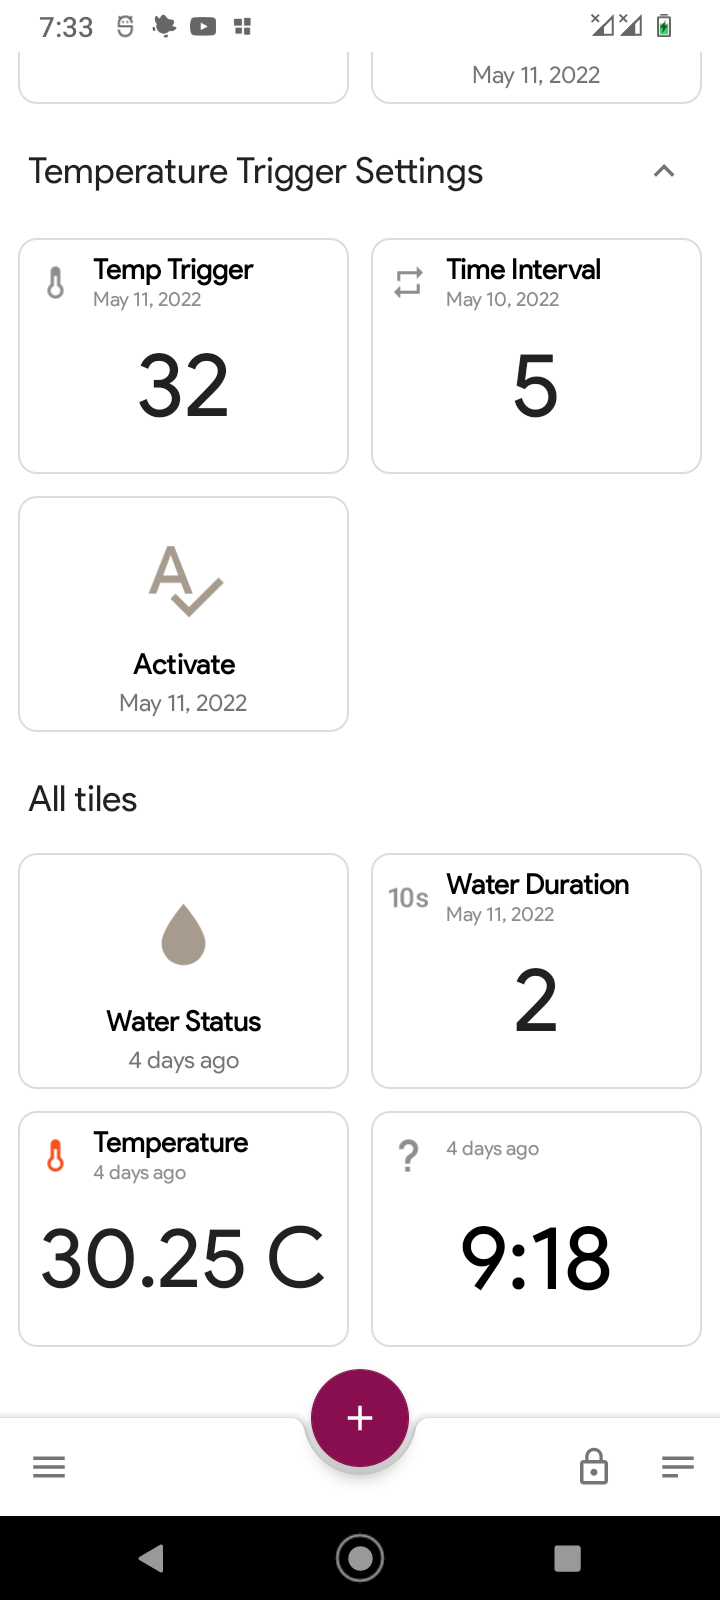 7:33
May 11, 2022
Temperature Trigger Settings
Temp Trigger
May 11, 2022
32
Time Interval
May 10, 2022
5
A
Activate
May 11, 2022
All tiles
Water Status
4 days ago
10s
Water Duration
May 11, 2022
2
Temperature
4 days ago
30.25 C
?
4 days ago
9:18
+